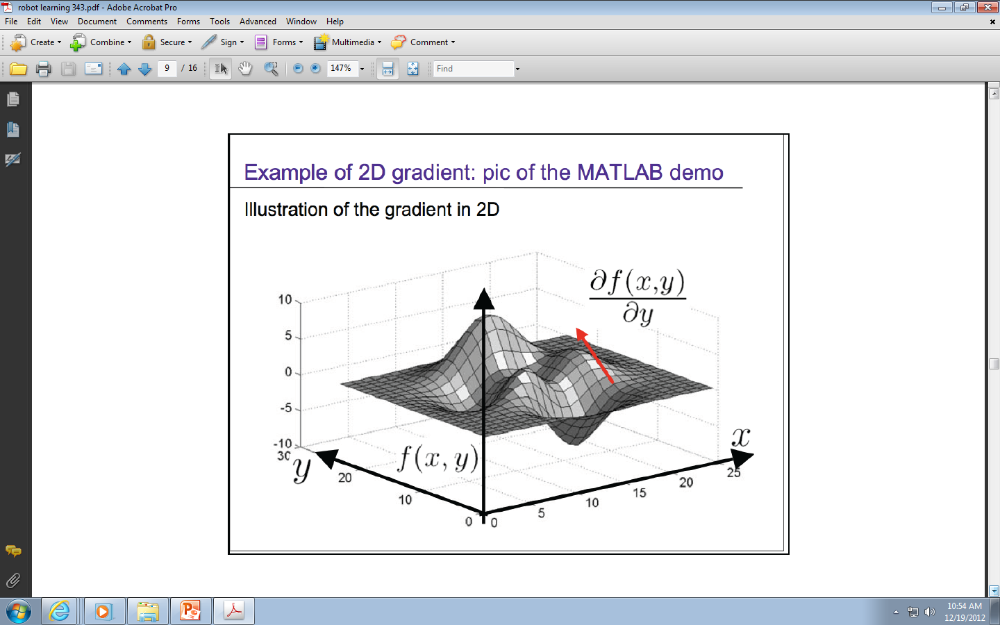 robot learning 343.pdf - Adobe Acrobat Pro
File Edit View Document Comments Forms Tools Advanced Window Help
Create Combine Secure Sign Forms Multimedia Comment
9 / 16 147% Find
Example of 2D gradient: pic of the MATLAB demo
Illustration of the gradient in 2D
∂f(x,y)
∂y
10
5
0
-5
-10
30
y
20
10
0
f(x, y)
0
5
10
15
20
25
x
10:54 AM
12/19/2012